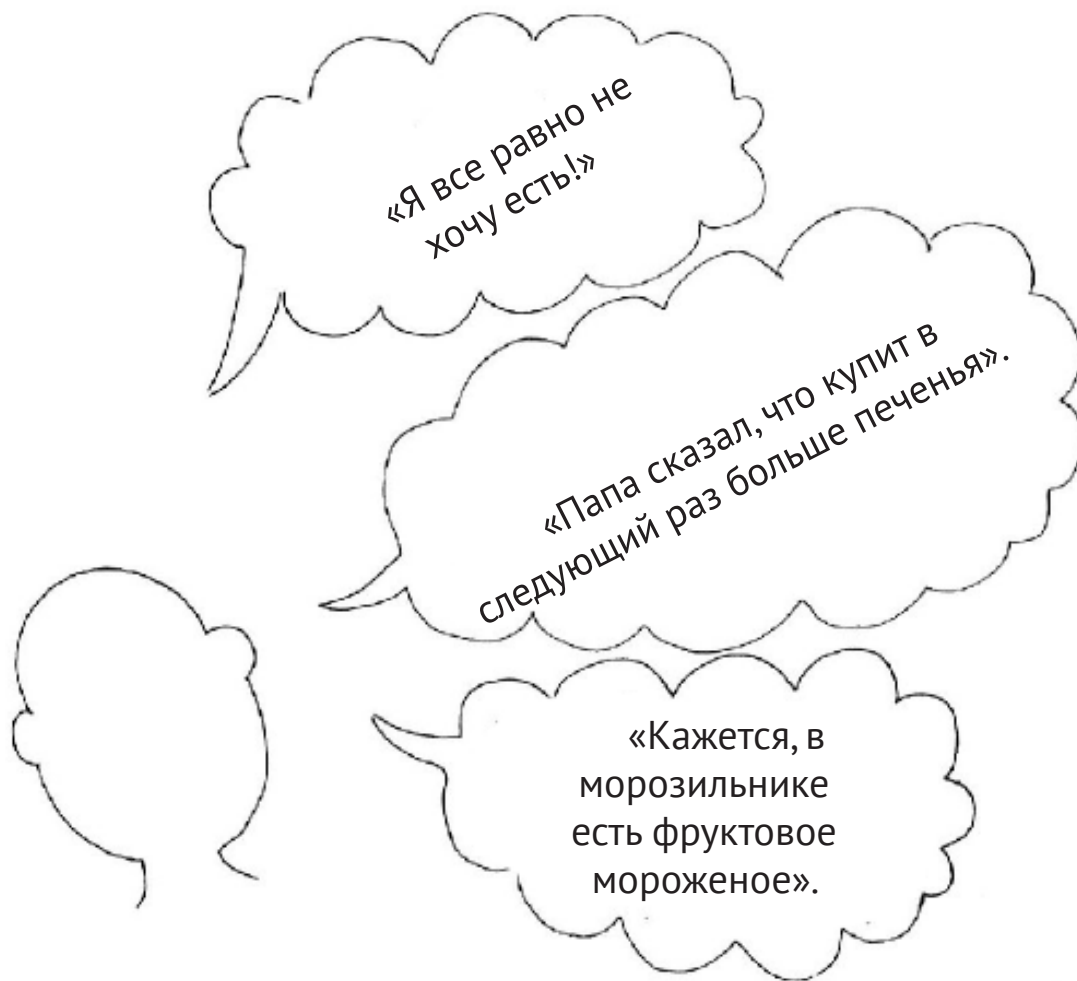 «Я все равно не
хочу есть!»
«Папа сказал, что купит в
следующий раз больше печенья».
«Кажется, в
морозильнике
есть фруктовое
мороженое».